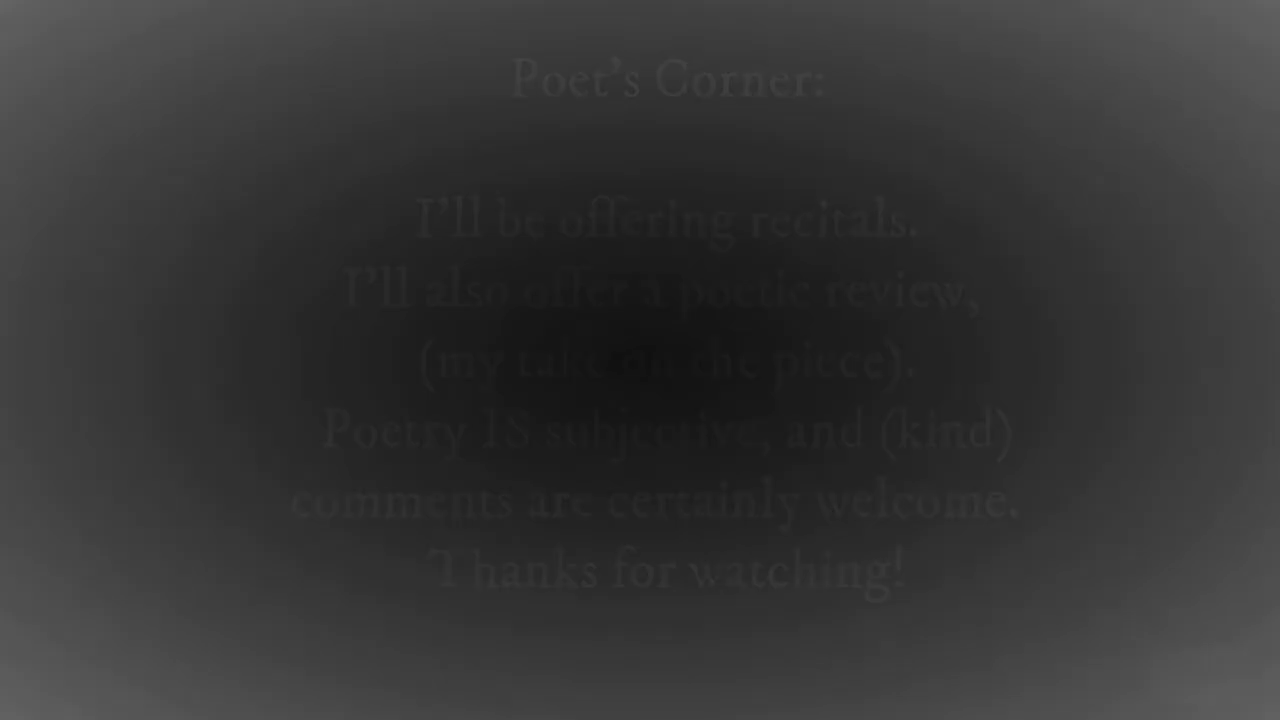 Poet's Corner:
I'll be offering recitals.
I'll also offer a poetic review,
(my take on the piece).
Poetry IS subjective, and (kind)
comments are certainly welcome.
Thanks for watching!